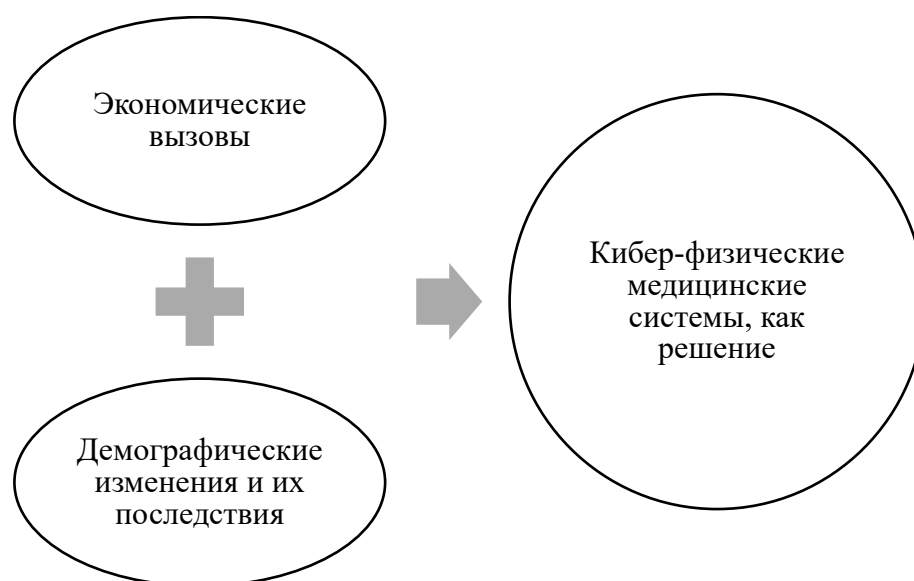 Экономические
вызовы
Демографические
изменения и их
последствия
Кибер-физические
медицинские
системы, как
решение